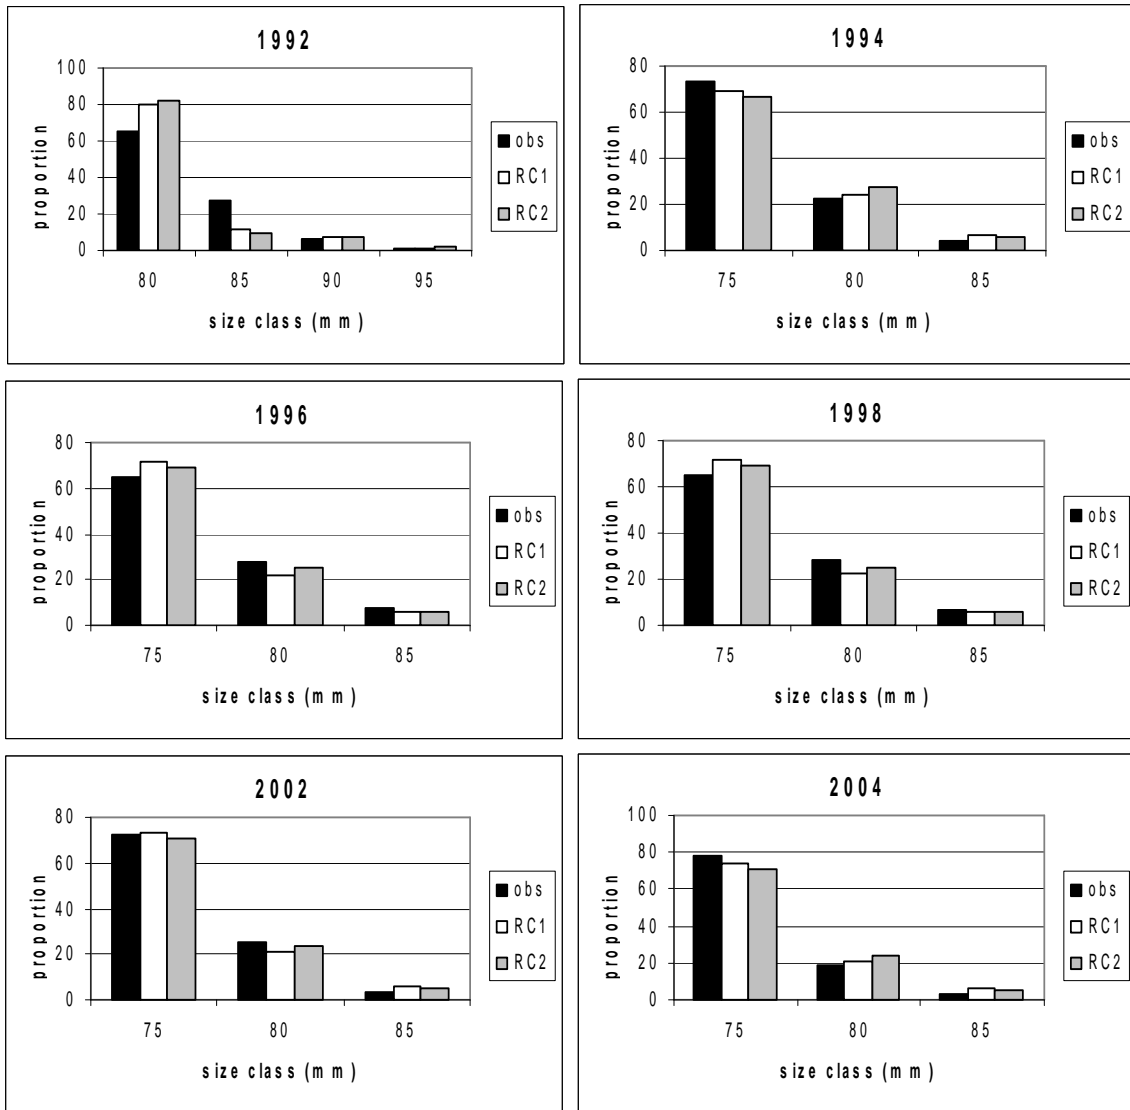 1992
100
80
60
40
20
0
proportion
80 85 90 95
size class (mm)
obs
RC1
RC2
1994
80
60
40
20
0
proportion
75 80 85
size class (mm)
obs
RC1
RC2
1996
80
60
40
20
0
proportion
75 80 85
size class (mm)
obs
RC1
RC2
1998
80
60
40
20
0
proportion
75 80 85
size class (mm)
obs
RC1
RC2
2002
80
60
40
20
0
proportion
75 80 85
size class (mm)
obs
RC1
RC2
2004
100
80
60
40
20
0
proportion
75 80 85
size class (mm)
obs
RC1
RC2